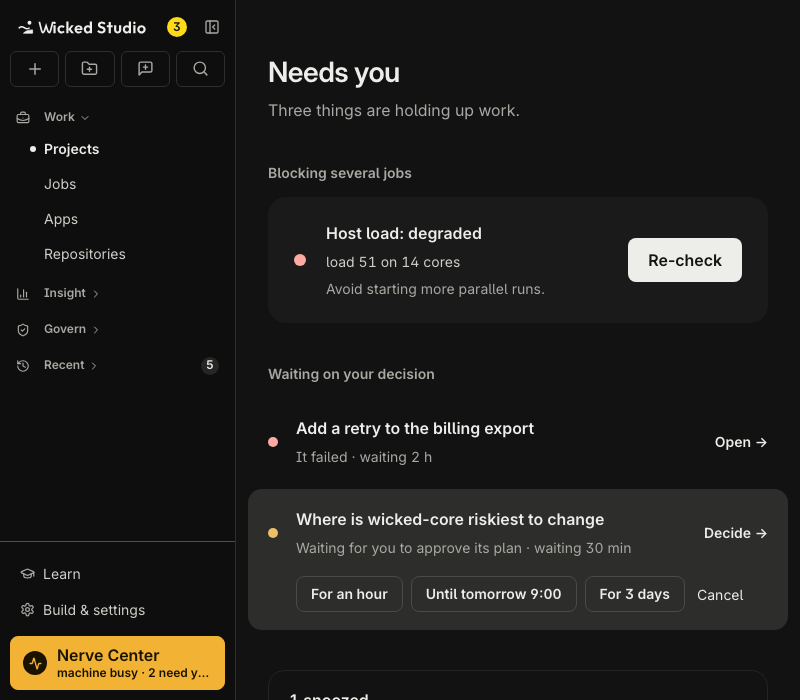 Wicked Studio
3
Work
Projects
Jobs
Apps
Repositories
Insight
Govern
Recent
5
Learn
Build & settings
Nerve Center
machine busy · 2 need y…
Needs you
Three things are holding up work.
Blocking several jobs
Host load: degraded
load 51 on 14 cores
Avoid starting more parallel runs.
Re-check
Waiting on your decision
Add a retry to the billing export
It failed · waiting 2 h
Open →
Where is wicked-core riskiest to change
Waiting for you to approve its plan · waiting 30 min
Decide →
For an hour
Until tomorrow 9:00
For 3 days
Cancel
1 snoozed